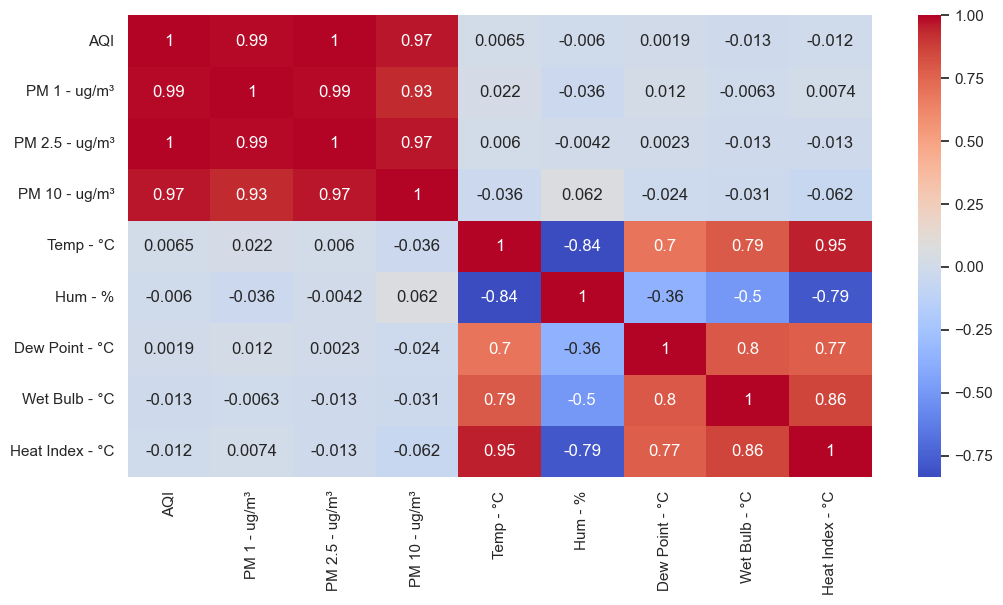 AQI 1 0.99 1 0.97 0.0065 -0.006 0.0019 -0.013 -0.012
PM 1 - ug/m³ 0.99 1 0.99 0.93 0.022 -0.036 0.012 -0.0063 0.0074
PM 2.5 - ug/m³ 1 0.99 1 0.97 0.006 -0.0042 0.0023 -0.013 -0.013
PM 10 - ug/m³ 0.97 0.93 0.97 1 -0.036 0.062 -0.024 -0.031 -0.062
Temp - °C 0.0065 0.022 0.006 -0.036 1 -0.84 0.7 0.79 0.95
Hum - % -0.006 -0.036 -0.0042 0.062 -0.84 1 -0.36 -0.5 -0.79
Dew Point - °C 0.0019 0.012 0.0023 -0.024 0.7 -0.36 1 0.8 0.77
Wet Bulb - °C -0.013 -0.0063 -0.013 -0.031 0.79 -0.5 0.8 1 0.86
Heat Index - °C -0.012 0.0074 -0.013 -0.062 0.95 -0.79 0.77 0.86 1
AQI
PM 1 - ug/m³
PM 2.5 - ug/m³
PM 10 - ug/m³
Temp - °C
Hum - %
Dew Point - °C
Wet Bulb - °C
Heat Index - °C
1.00
0.75
0.50
0.25
0.00
−0.25
−0.50
−0.75